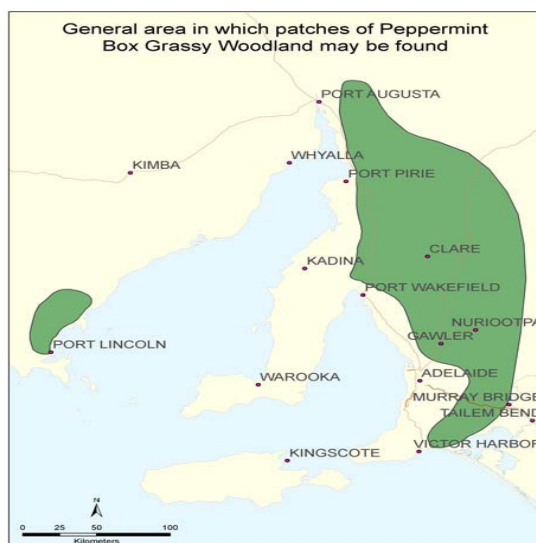 General area in which patches of Peppermint
Box Grassy Woodland may be found
PORT AUGUSTA
WHYALLA
KIMBA
PORT PIRIE
CLARE
KADINA
PORT WAKEFIELD
NURIOOTPA
GAWLER
PORT LINCOLN
ADELAIDE
WAROOKA
MURRAY BRIDGE
TAILEM BEND
VICTOR HARBOR
KINGSCOTE
N
0 25 50 100
Kilometers